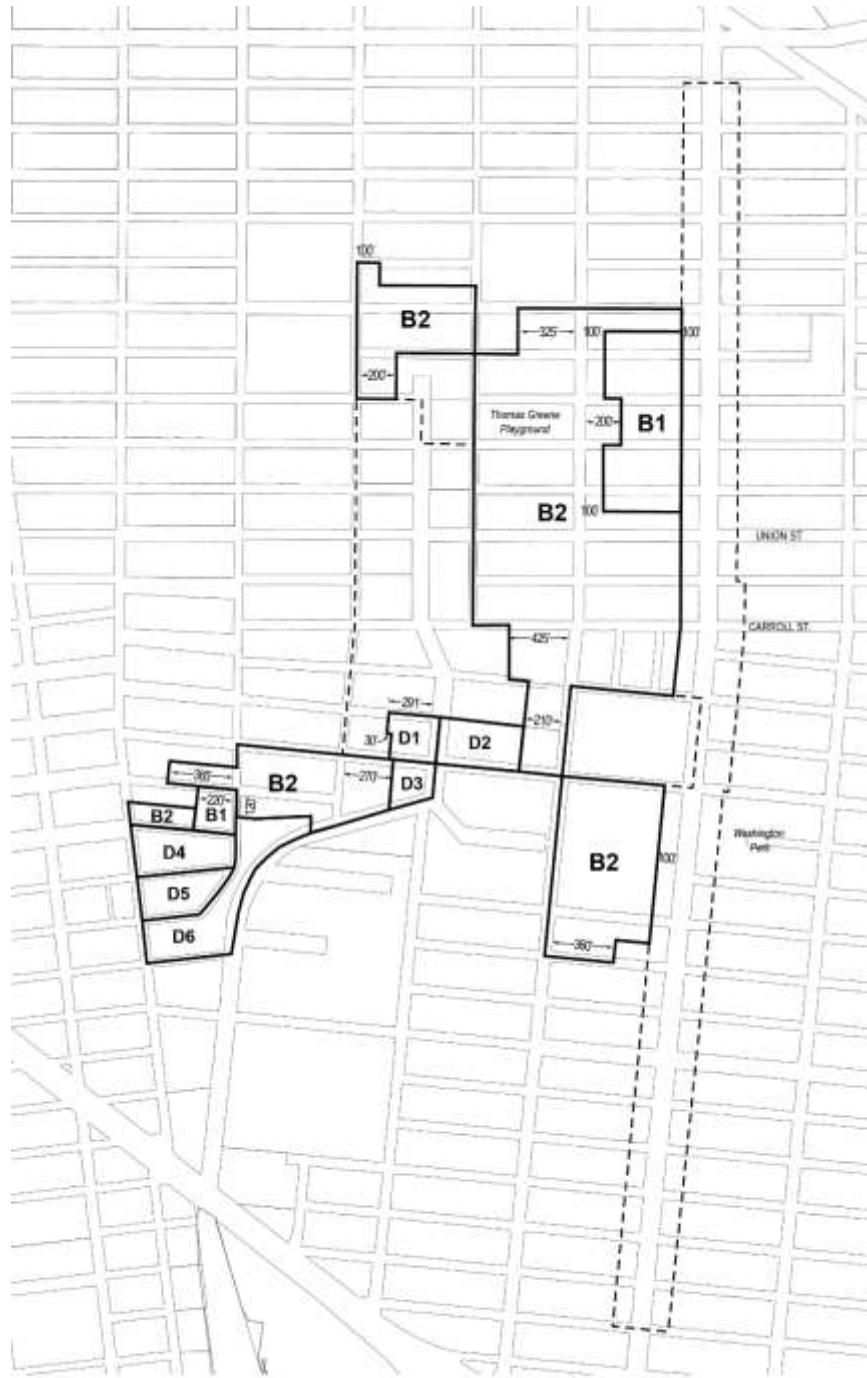 100'
B2
325'
100'
100'
200'
Thomas Greene
Playground
200'
B1
B2
100'
UNION ST
CARROLL ST.
425'
291'
30'
D1
D2
210'
360'
B2
270'
D3
220'
B2
B1
D4
Washington
Park
B2
100'
D5
D6
360'